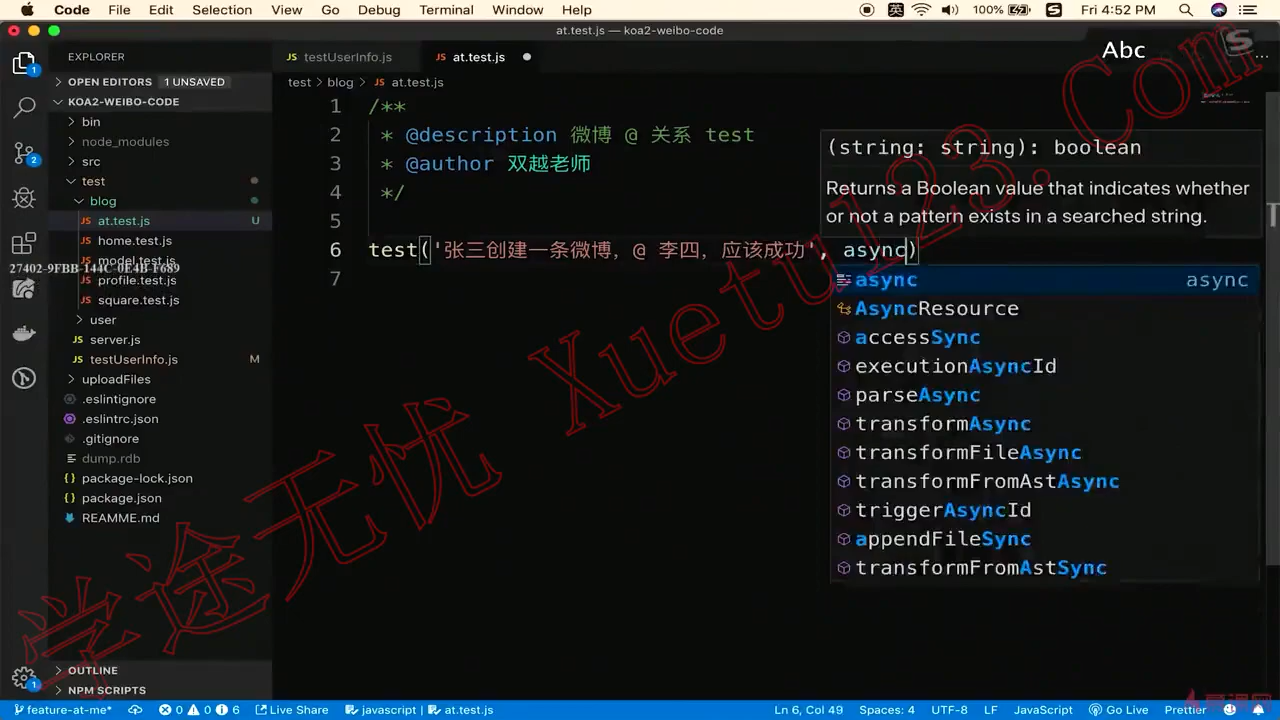 Code File Edit Selection View Go Debug Terminal Window Help 英 100% Fri 4:52 PM
at.test.js — koa2-weibo-code
Abc
EXPLORER
OPEN EDITORS 1 UNSAVED
KOA2-WEIBO-CODE
bin
node_modules
src
test
blog
at.test.js U
home.test.js
model.test.js
27402-9FBB-144C-0E4B-F689
profile.test.js
square.test.js
user
server.js
testUserInfo.js M
uploadFiles
.eslintignore
.eslintrc.json
.gitignore
dump.rdb
package-lock.json
package.json
REAMME.md
OUTLINE
NPM SCRIPTS
testUserInfo.js at.test.js
test > blog > at.test.js
1 /**
2 * @description 微博 @ 关系 test
3 * @author 双越老师
4 */
5
6 test('张三创建一条微博，@ 李四，应该成功', async)
7
(string: string): boolean
Returns a Boolean value that indicates whether
or not a pattern exists in a searched string.
async async
AsyncResource
accessSync
executionAsyncId
parseAsync
transformAsync
transformFileAsync
transformFromAstAsync
triggerAsyncId
appendFileSync
transformFromAstSync
学途无忧 Xuetu123.Com
feature-at-me* 0 0 6 Live Share javascript | at.test.js Ln 6, Col 49 Spaces: 4 UTF-8 LF JavaScript Go Live Prettier